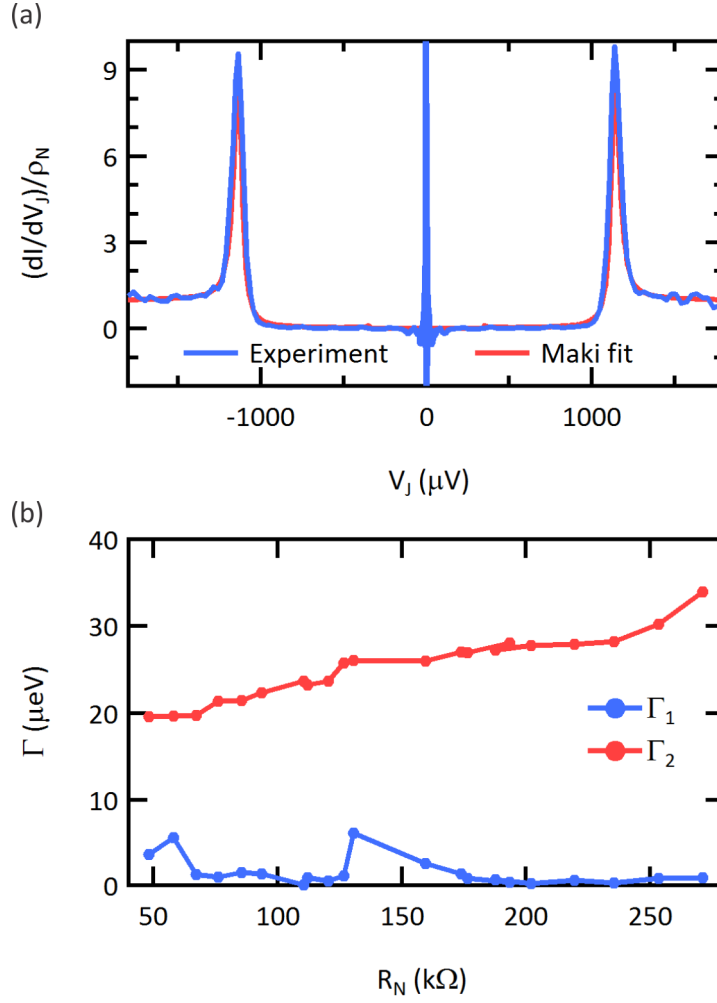 (a)
9
6
3
0
(dI/dV_J)/ρ_N
Experiment
Maki fit
-1000
0
1000
V_J (μV)
(b)
40
30
20
10
0
Γ (μeV)
Γ_1
Γ_2
50
100
150
200
250
R_N (kΩ)